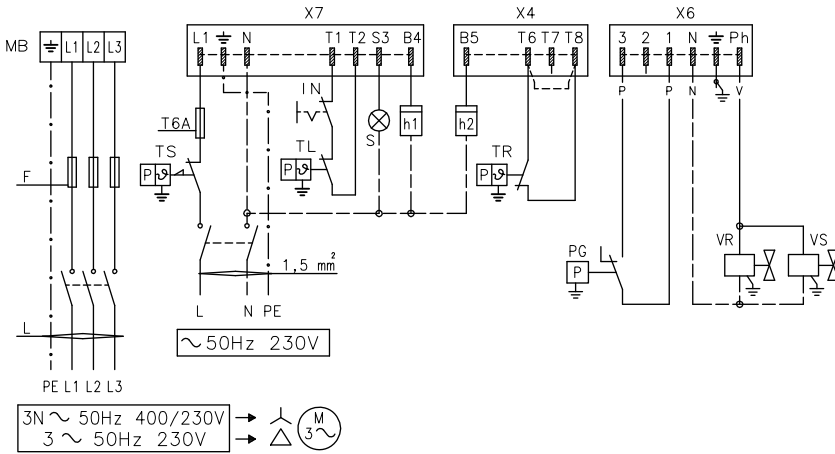 X7 X4 X6
MB L1 L2 L3
L1 N T1 T2 S3 B4
B5 T6 T7 T8
3 2 1 N Ph
P P N V
IN
T6A
h1 h2
S
TS TL TR
P ϑ P ϑ P ϑ
F
VR VS
PG
P
1,5 mm²
L
L N PE
~ 50Hz 230V
PE L1 L2 L3
3N ~ 50Hz 400/230V
3 ~ 50Hz 230V
M
3~